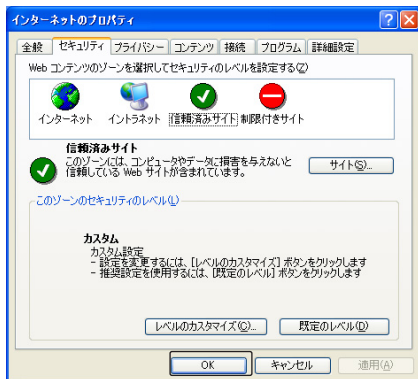 インターネットのプロパティ
全般 セキュリティ プライバシー コンテンツ 接続 プログラム 詳細設定
Web コンテンツのゾーンを選択してセキュリティのレベルを設定する(Z)
インターネット イントラネット 信頼済みサイト 制限付きサイト
信頼済みサイト
このゾーンには、コンピュータやデータに損害を与えないと
信頼している Web サイトが含まれています。
サイト(S)...
このゾーンのセキュリティのレベル(L)
カスタム
カスタム設定
- 設定を変更するには、[レベルのカスタマイズ] ボタンをクリックします
- 推奨設定を使用するには、[既定のレベル] ボタンをクリックします
レベルのカスタマイズ(C)... 既定のレベル(D)
OK キャンセル 適用(A)